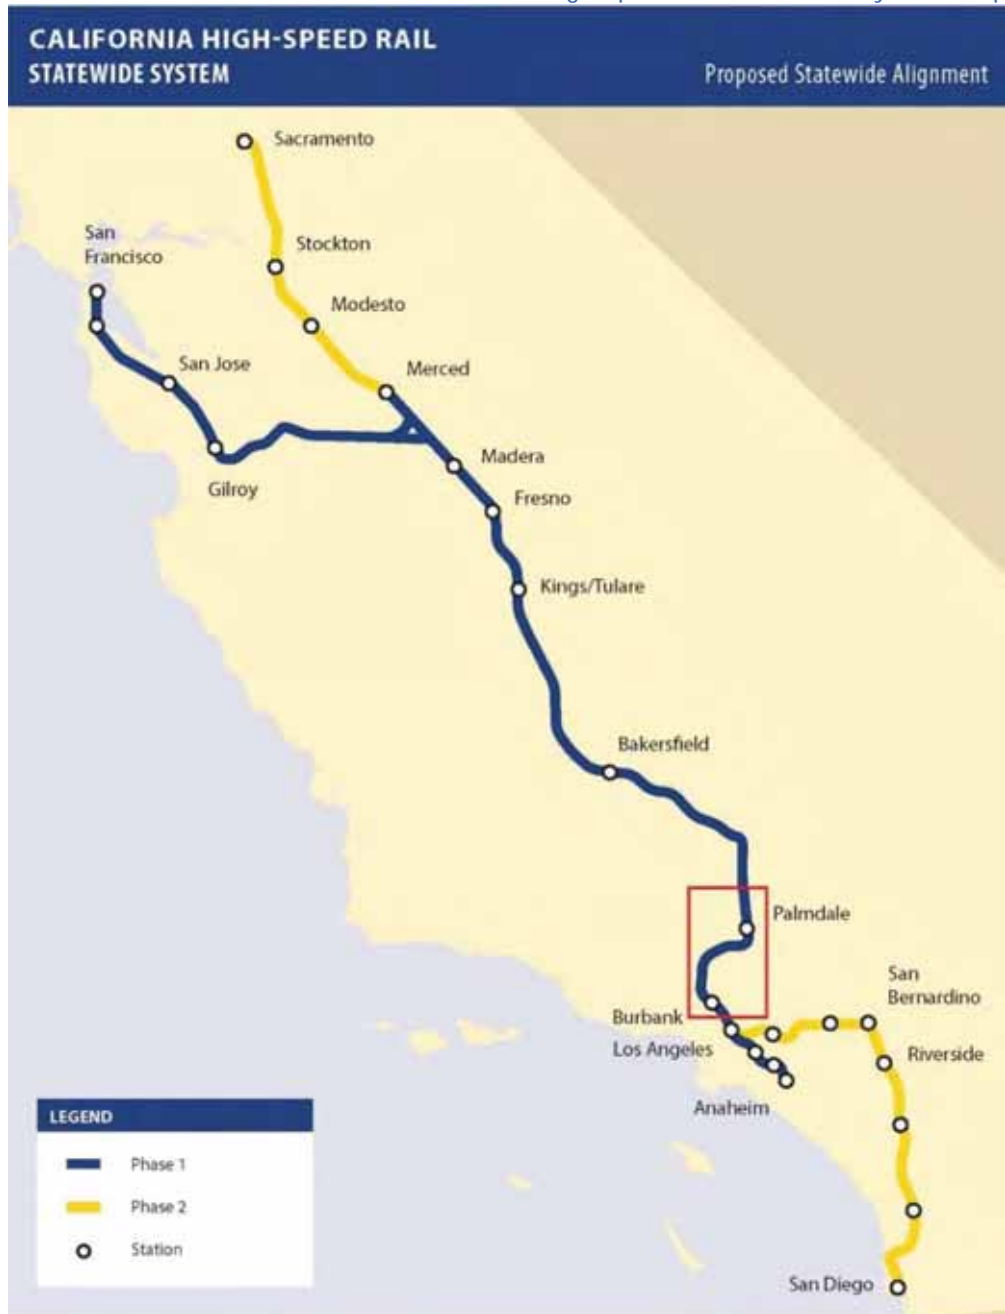 CALIFORNIA HIGH-SPEED RAIL
STATEWIDE SYSTEM
Proposed Statewide Alignment
Sacramento
Stockton
San
Francisco
Modesto
San Jose
Merced
Madera
Gilroy
Fresno
Kings/Tulare
Bakersfield
Palmdale
San
Bernardino
Burbank
Los Angeles
Riverside
Anaheim
LEGEND
Phase 1
Phase 2
Station
San Diego